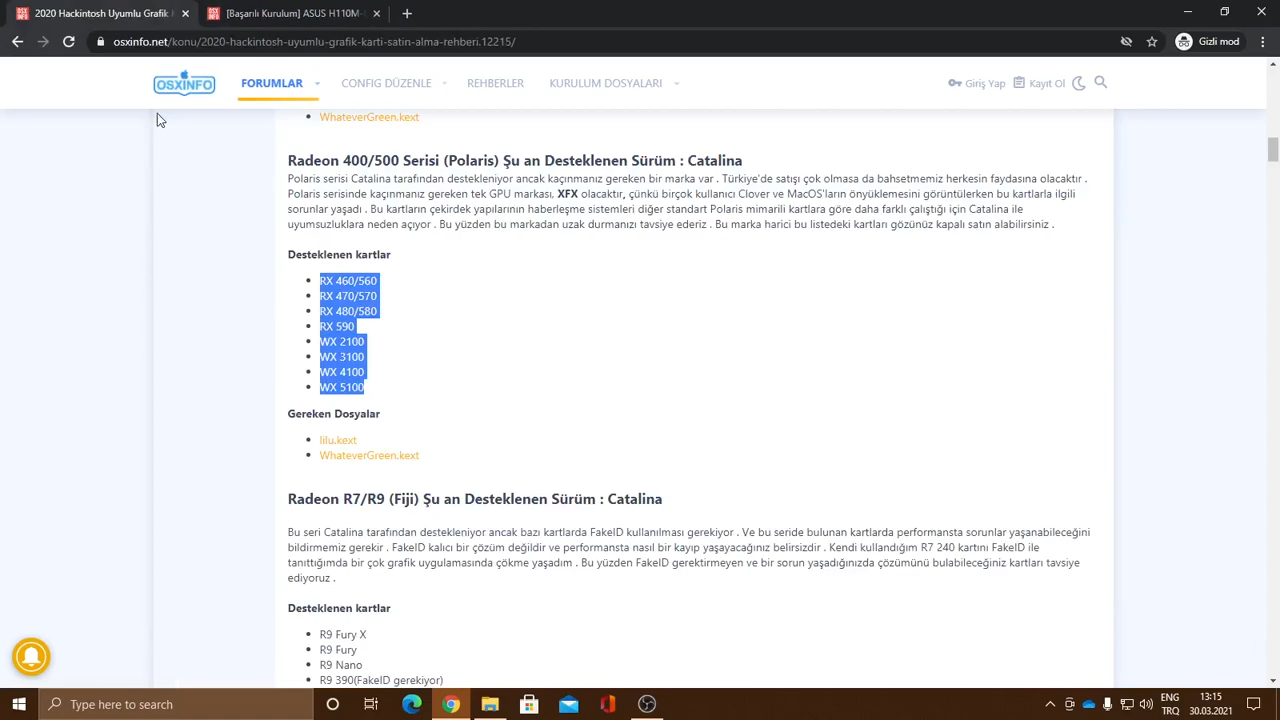 2020 Hackintosh Uyumlu Grafik
[Başarılı Kurulum] ASUS H110M-
osxinfo.net/konu/2020-hackintosh-uyumlu-grafik-karti-satin-alma-rehberi.12215/
Gizli mod
OSXINFO
FORUMLAR
CONFIG DÜZENLE
REHBERLER
KURULUM DOSYALARI
Giriş Yap
Kayıt Ol
WhateverGreen.kext
Radeon 400/500 Serisi (Polaris) Şu an Desteklenen Sürüm : Catalina
Polaris serisi Catalina tarafından destekleniyor ancak kaçınmanız gereken bir marka var . Türkiye'de satışı çok olmasa da bahsetmemiz herkesin faydasına olacaktır .
Polaris serisinde kaçınmanız gereken tek GPU markası, XFX olacaktır, çünkü birçok kullanıcı Clover ve MacOS'ların önyüklemesini görüntülerken bu kartlarla ilgili
sorunlar yaşadı . Bu kartların çekirdek yapılarının haberleşme sistemleri diğer standart Polaris mimarili kartlara göre daha farklı çalıştığı için Catalina ile
uyumsuzluklara neden açıyor . Bu yüzden bu markadan uzak durmanızı tavsiye ederiz . Bu marka harici bu listedeki kartları gözünüz kapalı satın alabilirsiniz .
Desteklenen kartlar
RX 460/560
RX 470/570
RX 480/580
RX 590
WX 2100
WX 3100
WX 4100
WX 5100
Gereken Dosyalar
lilu.kext
WhateverGreen.kext
Radeon R7/R9 (Fiji) Şu an Desteklenen Sürüm : Catalina
Bu seri Catalina tarafından destekleniyor ancak bazı kartlarda FakeID kullanılması gerekiyor . Ve bu seride bulunan kartlarda performansta sorunlar yaşanabileceğini
bildirmemiz gerekir . FakeID kalıcı bir çözüm değildir ve performansta nasıl bir kayıp yaşayacağınız belirsizdir . Kendi kullandığım R7 240 kartını FakeID ile
tanıttığımda bir çok grafik uygulamasında çökme yaşadım . Bu yüzden FakeID gerektirmeyen ve bir sorun yaşadığınızda çözümünü bulabileceğiniz kartları tavsiye
ediyoruz .
Desteklenen kartlar
R9 Fury X
R9 Fury
R9 Nano
R9 390(FakeID gerekiyor)
Type here to search
ENG
TRQ
13:15
30.03.2021